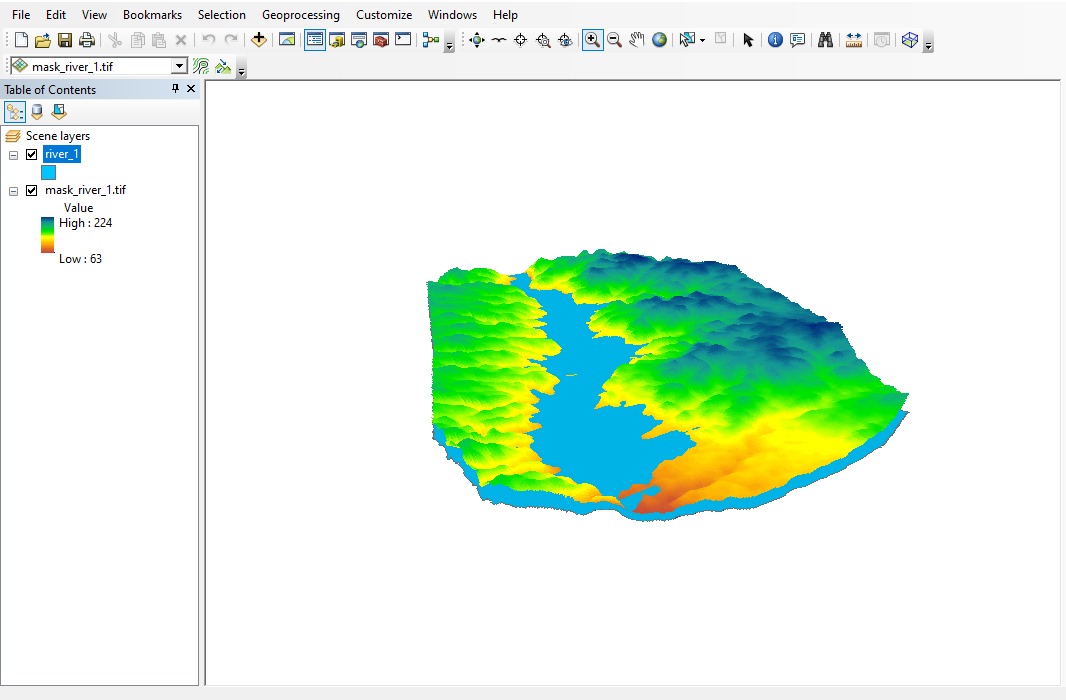 File Edit View Bookmarks Selection Geoprocessing Customize Windows Help
mask_river_1.tif
Table of Contents
Scene layers
river_1
mask_river_1.tif
Value
High : 224
Low : 63